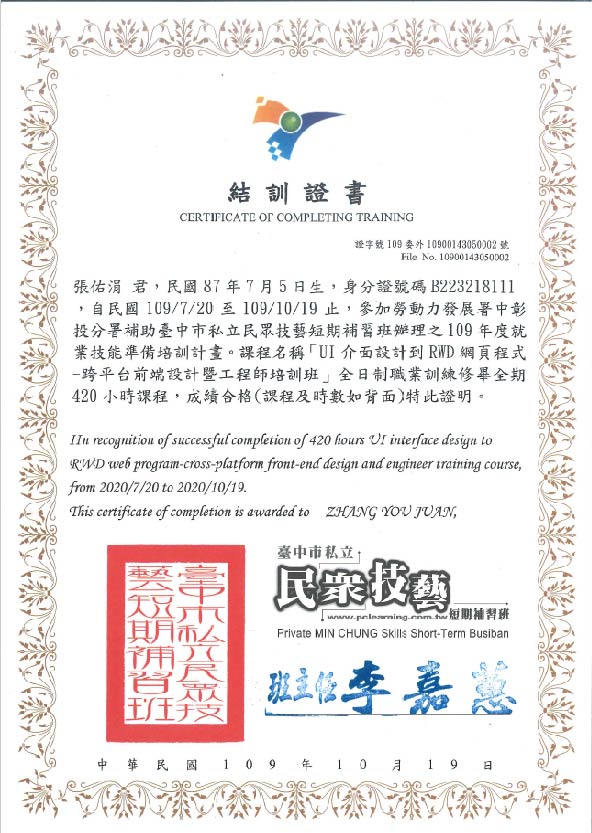 結訓證書
CERTIFICATE OF COMPLETING TRAINING
證字號 109 委外 10900143050002 號
File No. 10900143050002
張佑涓 君，民國 87 年 7 月 5 日生，身分證號碼 B223218111
，自民國 109/7/20 至 109/10/19 止，參加勞動力發展署中彰
投分署補助臺中市私立民眾技藝短期補習班辦理之 109 年度就
業技能準備培訓計畫。課程名稱「UI 介面設計到 RWD 網頁程式
-跨平台前端設計暨工程師培訓班」全日制職業訓練修畢全期
420 小時課程，成績合格(課程及時數如背面)特此證明。
IIn recognition of successful completion of 420 hours UI interface design to
RWD web program-cross-platform front-end design and engineer training course,
from 2020/7/20 to 2020/10/19.
This certificate of completion is awarded to ZHANG YOU JUAN,
臺中市私立
民眾技藝
www.pclearning.com.tw 短期補習班
Private MIN CHUNG Skills Short-Term Busiban
臺中市私立民眾技
藝短期補習班
班主任 李嘉蕙
中華民國 109 年 10 月 19 日